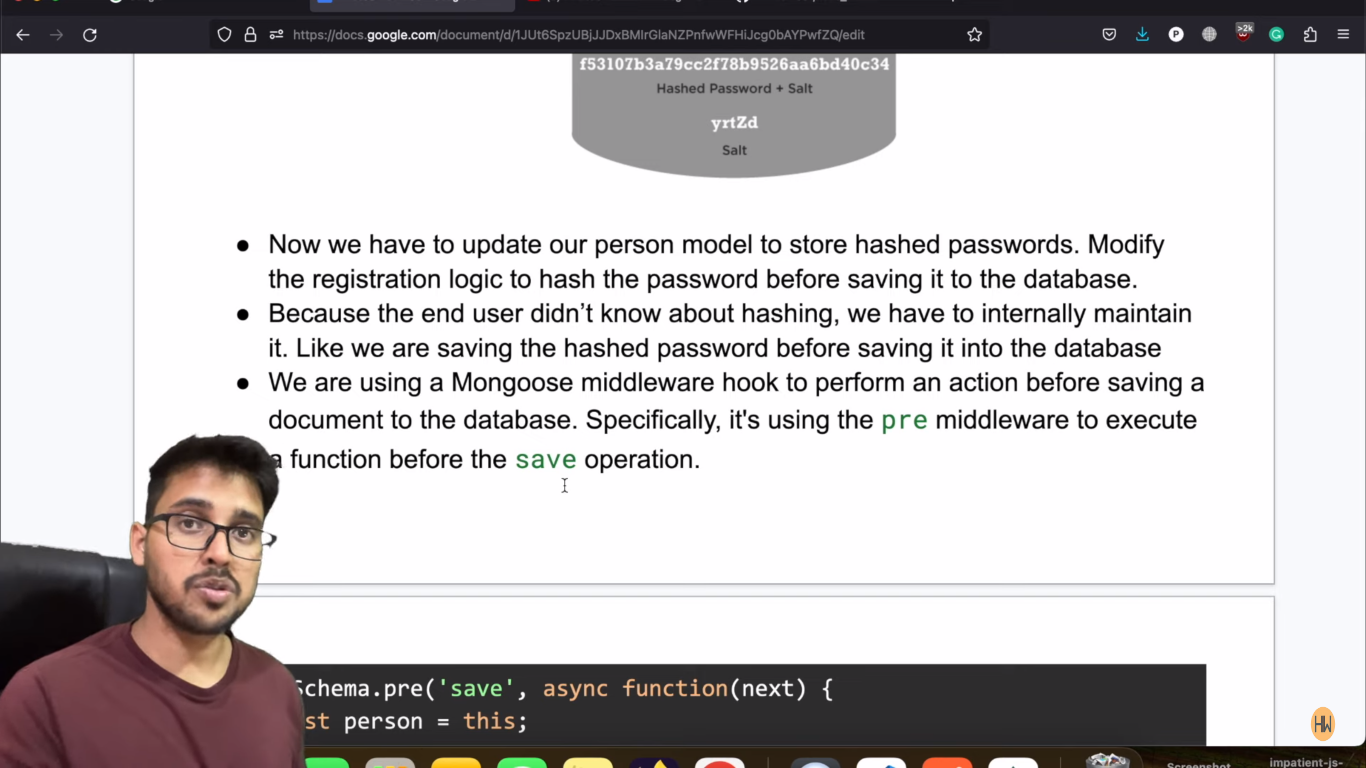 https://docs.google.com/document/d/1JUt6SpzUBjJJDxBMlrGlaNZPnfwWFHiJcg0bAYPwfZQ/edit
>2k
P
f53107b3a79cc2f78b9526aa6bd40c34
Hashed Password + Salt
yrtZd
Salt
● Now we have to update our person model to store hashed passwords. Modify
the registration logic to hash the password before saving it to the database.
● Because the end user didn’t know about hashing, we have to internally maintain
it. Like we are saving the hashed password before saving it into the database
● We are using a Mongoose middleware hook to perform an action before saving a
document to the database. Specifically, it's using the pre middleware to execute
a function before the save operation.
Schema.pre('save', async function(next) {
st person = this;
HW
Screenshot
impatient-js-